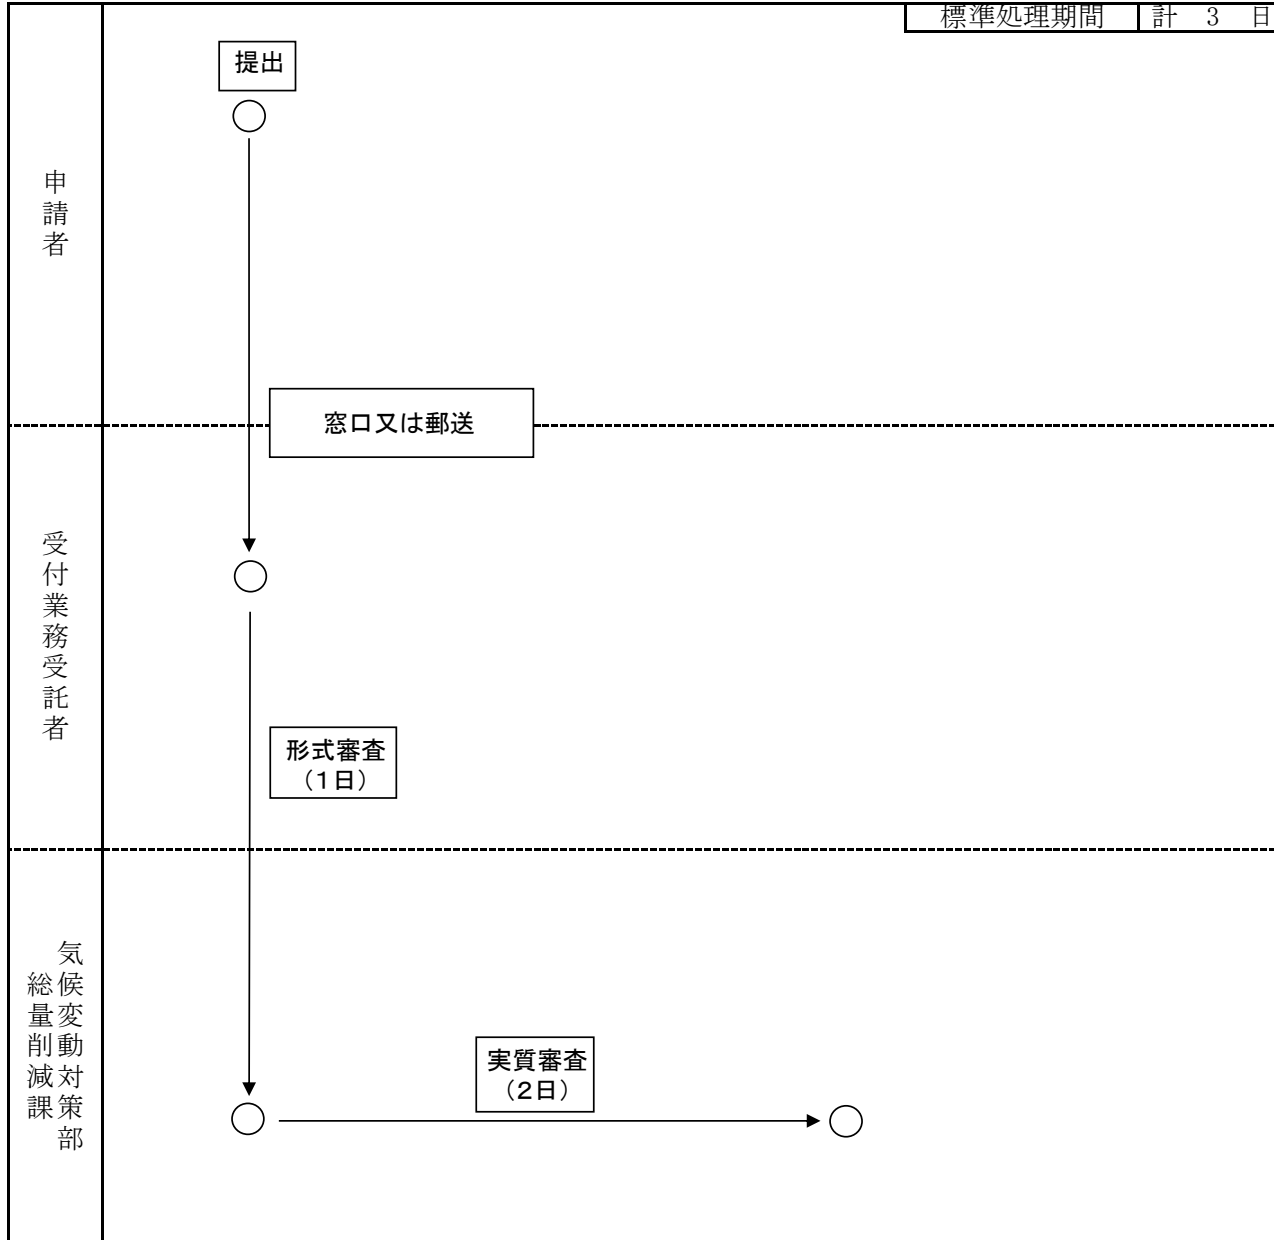 標準処理期間 計 3 日
提出
申請者
窓口又は郵送
受付業務受託者
形式審査
(1日)
気候変動対策部
総量削減課
実質審査
(2日)